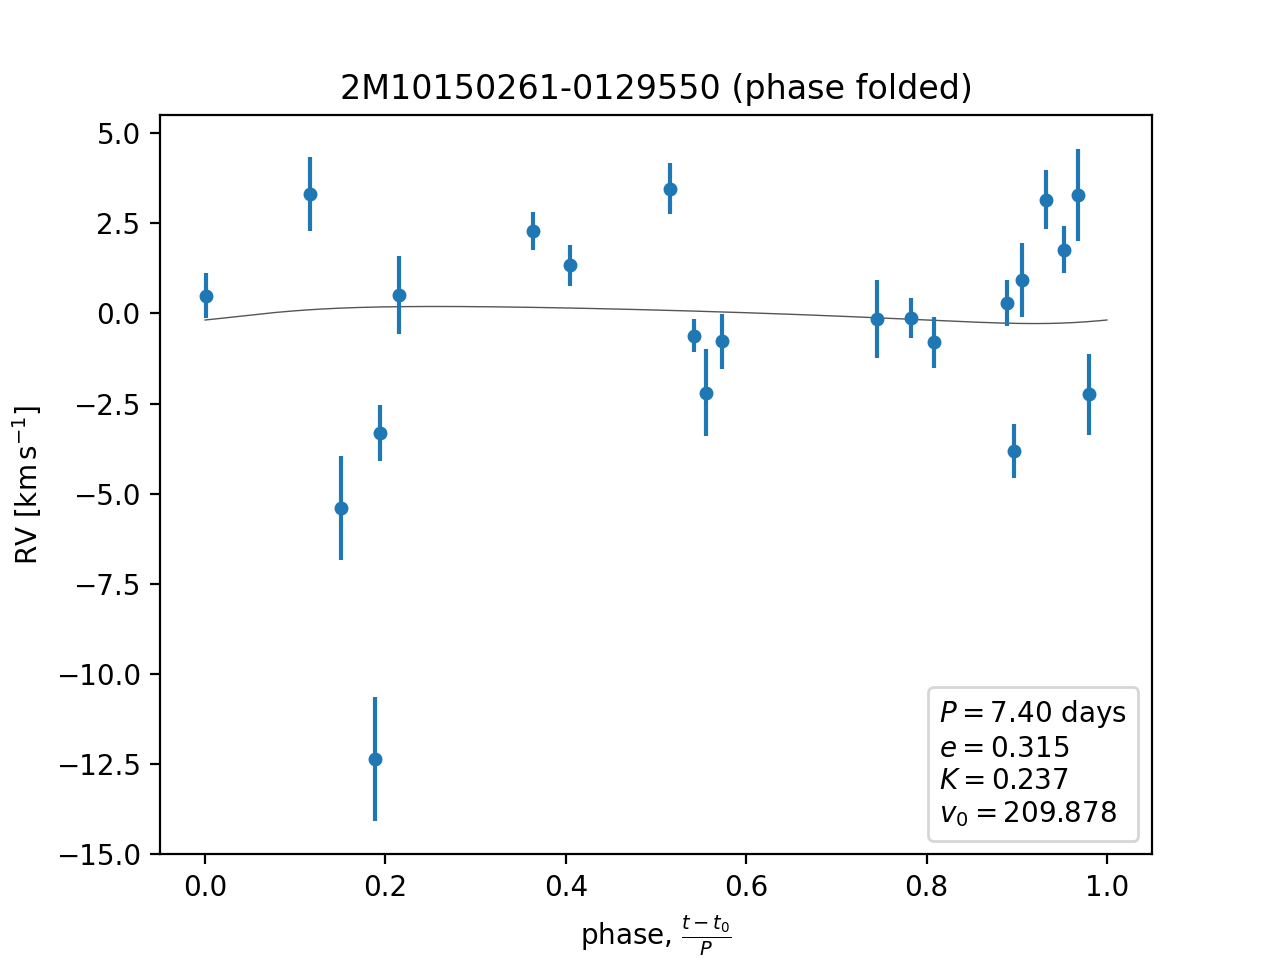 2M10150261-0129550 (phase folded)
RV [km s−1]
5.0
2.5
0.0
−2.5
−5.0
−7.5
−10.0
−12.5
−15.0
P = 7.40 days
e = 0.315
K = 0.237
v0 = 209.878
0.0 0.2 0.4 0.6 0.8 1.0
phase, t − t0 / P